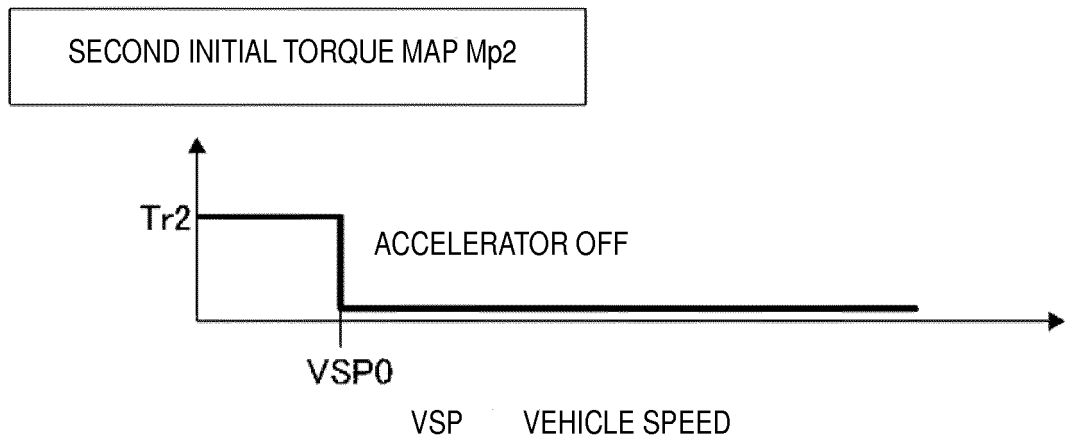 SECOND INITIAL TORQUE MAP Mp2
Tr2
ACCELERATOR OFF
VSP0
VSP VEHICLE SPEED